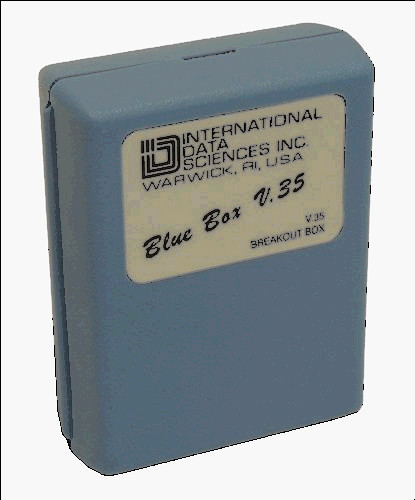 INTERNATIONAL
DATA
SCIENCES INC.
WARWICK, RI, USA
Blue Box V.35
V.35
BREAKOUT BOX